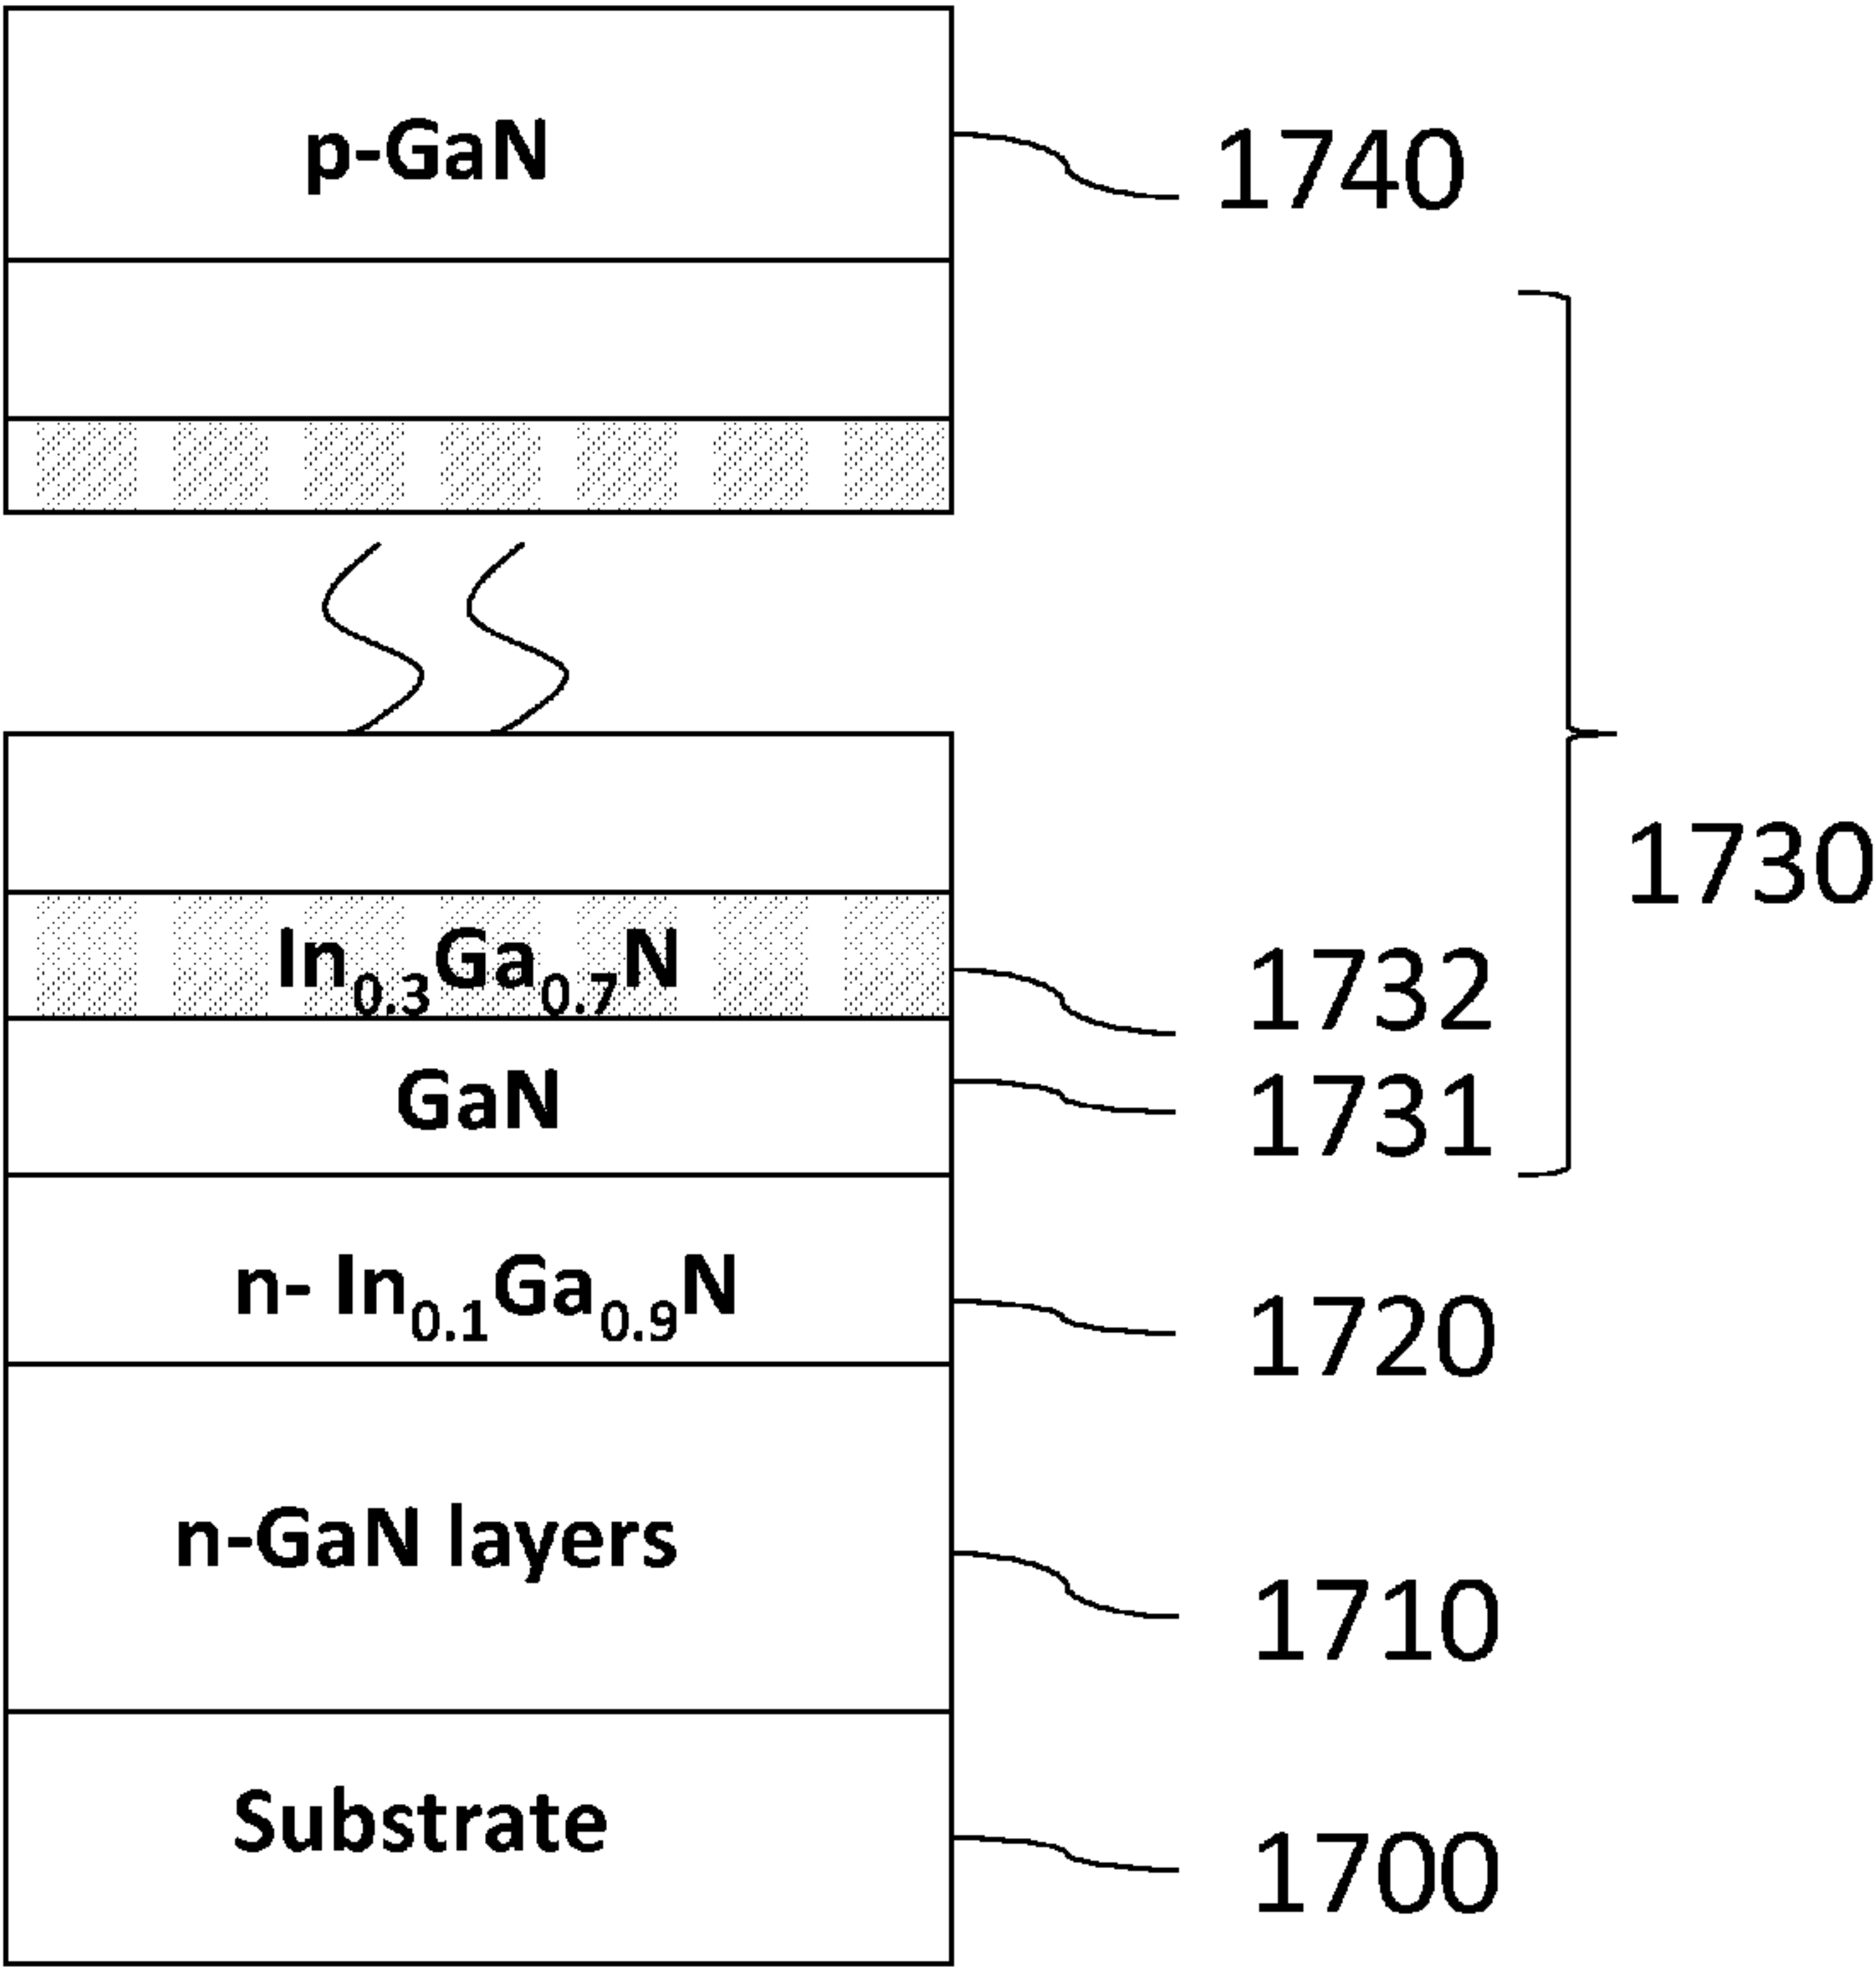 p-GaN
1740
1730
In0.3Ga0.7N
1732
GaN
1731
n- In0.1Ga0.9N
1720
n-GaN layers
1710
Substrate
1700